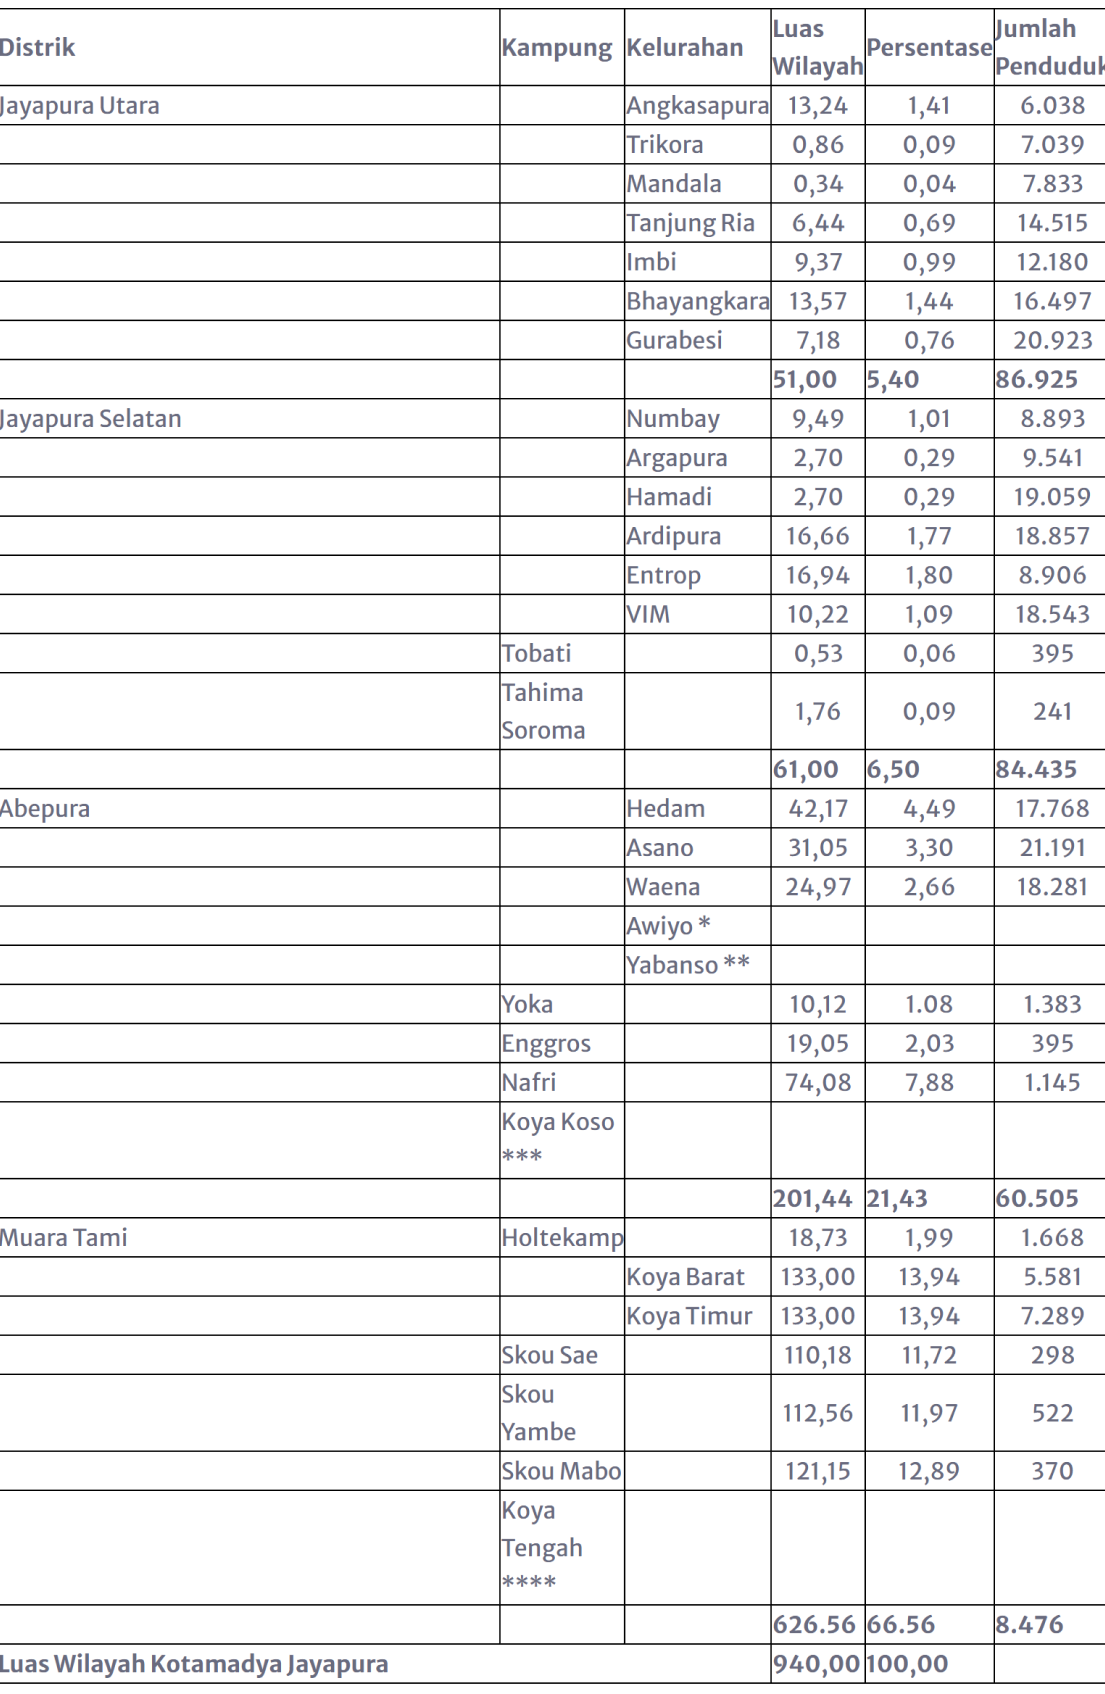 Distrik Kampung Kelurahan Luas Wilayah Persentase Jumlah Penduduk
Jayapura Utara Angkasapura 13,24 1,41 6.038
Trikora 0,86 0,09 7.039
Mandala 0,34 0,04 7.833
Tanjung Ria 6,44 0,69 14.515
Imbi 9,37 0,99 12.180
Bhayangkara 13,57 1,44 16.497
Gurabesi 7,18 0,76 20.923
51,00 5,40 86.925
Jayapura Selatan Numbay 9,49 1,01 8.893
Argapura 2,70 0,29 9.541
Hamadi 2,70 0,29 19.059
Ardipura 16,66 1,77 18.857
Entrop 16,94 1,80 8.906
VIM 10,22 1,09 18.543
Tobati 0,53 0,06 395
Tahima Soroma 1,76 0,09 241
61,00 6,50 84.435
Abepura Hedam 42,17 4,49 17.768
Asano 31,05 3,30 21.191
Waena 24,97 2,66 18.281
Awiyo *
Yabanso **
Yoka 10,12 1.08 1.383
Enggros 19,05 2,03 395
Nafri 74,08 7,88 1.145
Koya Koso ***
201,44 21,43 60.505
Muara Tami Holtekamp 18,73 1,99 1.668
Koya Barat 133,00 13,94 5.581
Koya Timur 133,00 13,94 7.289
Skou Sae 110,18 11,72 298
Skou Yambe 112,56 11,97 522
Skou Mabo 121,15 12,89 370
Koya Tengah ****
626.56 66.56 8.476
Luas Wilayah Kotamadya Jayapura 940,00 100,00